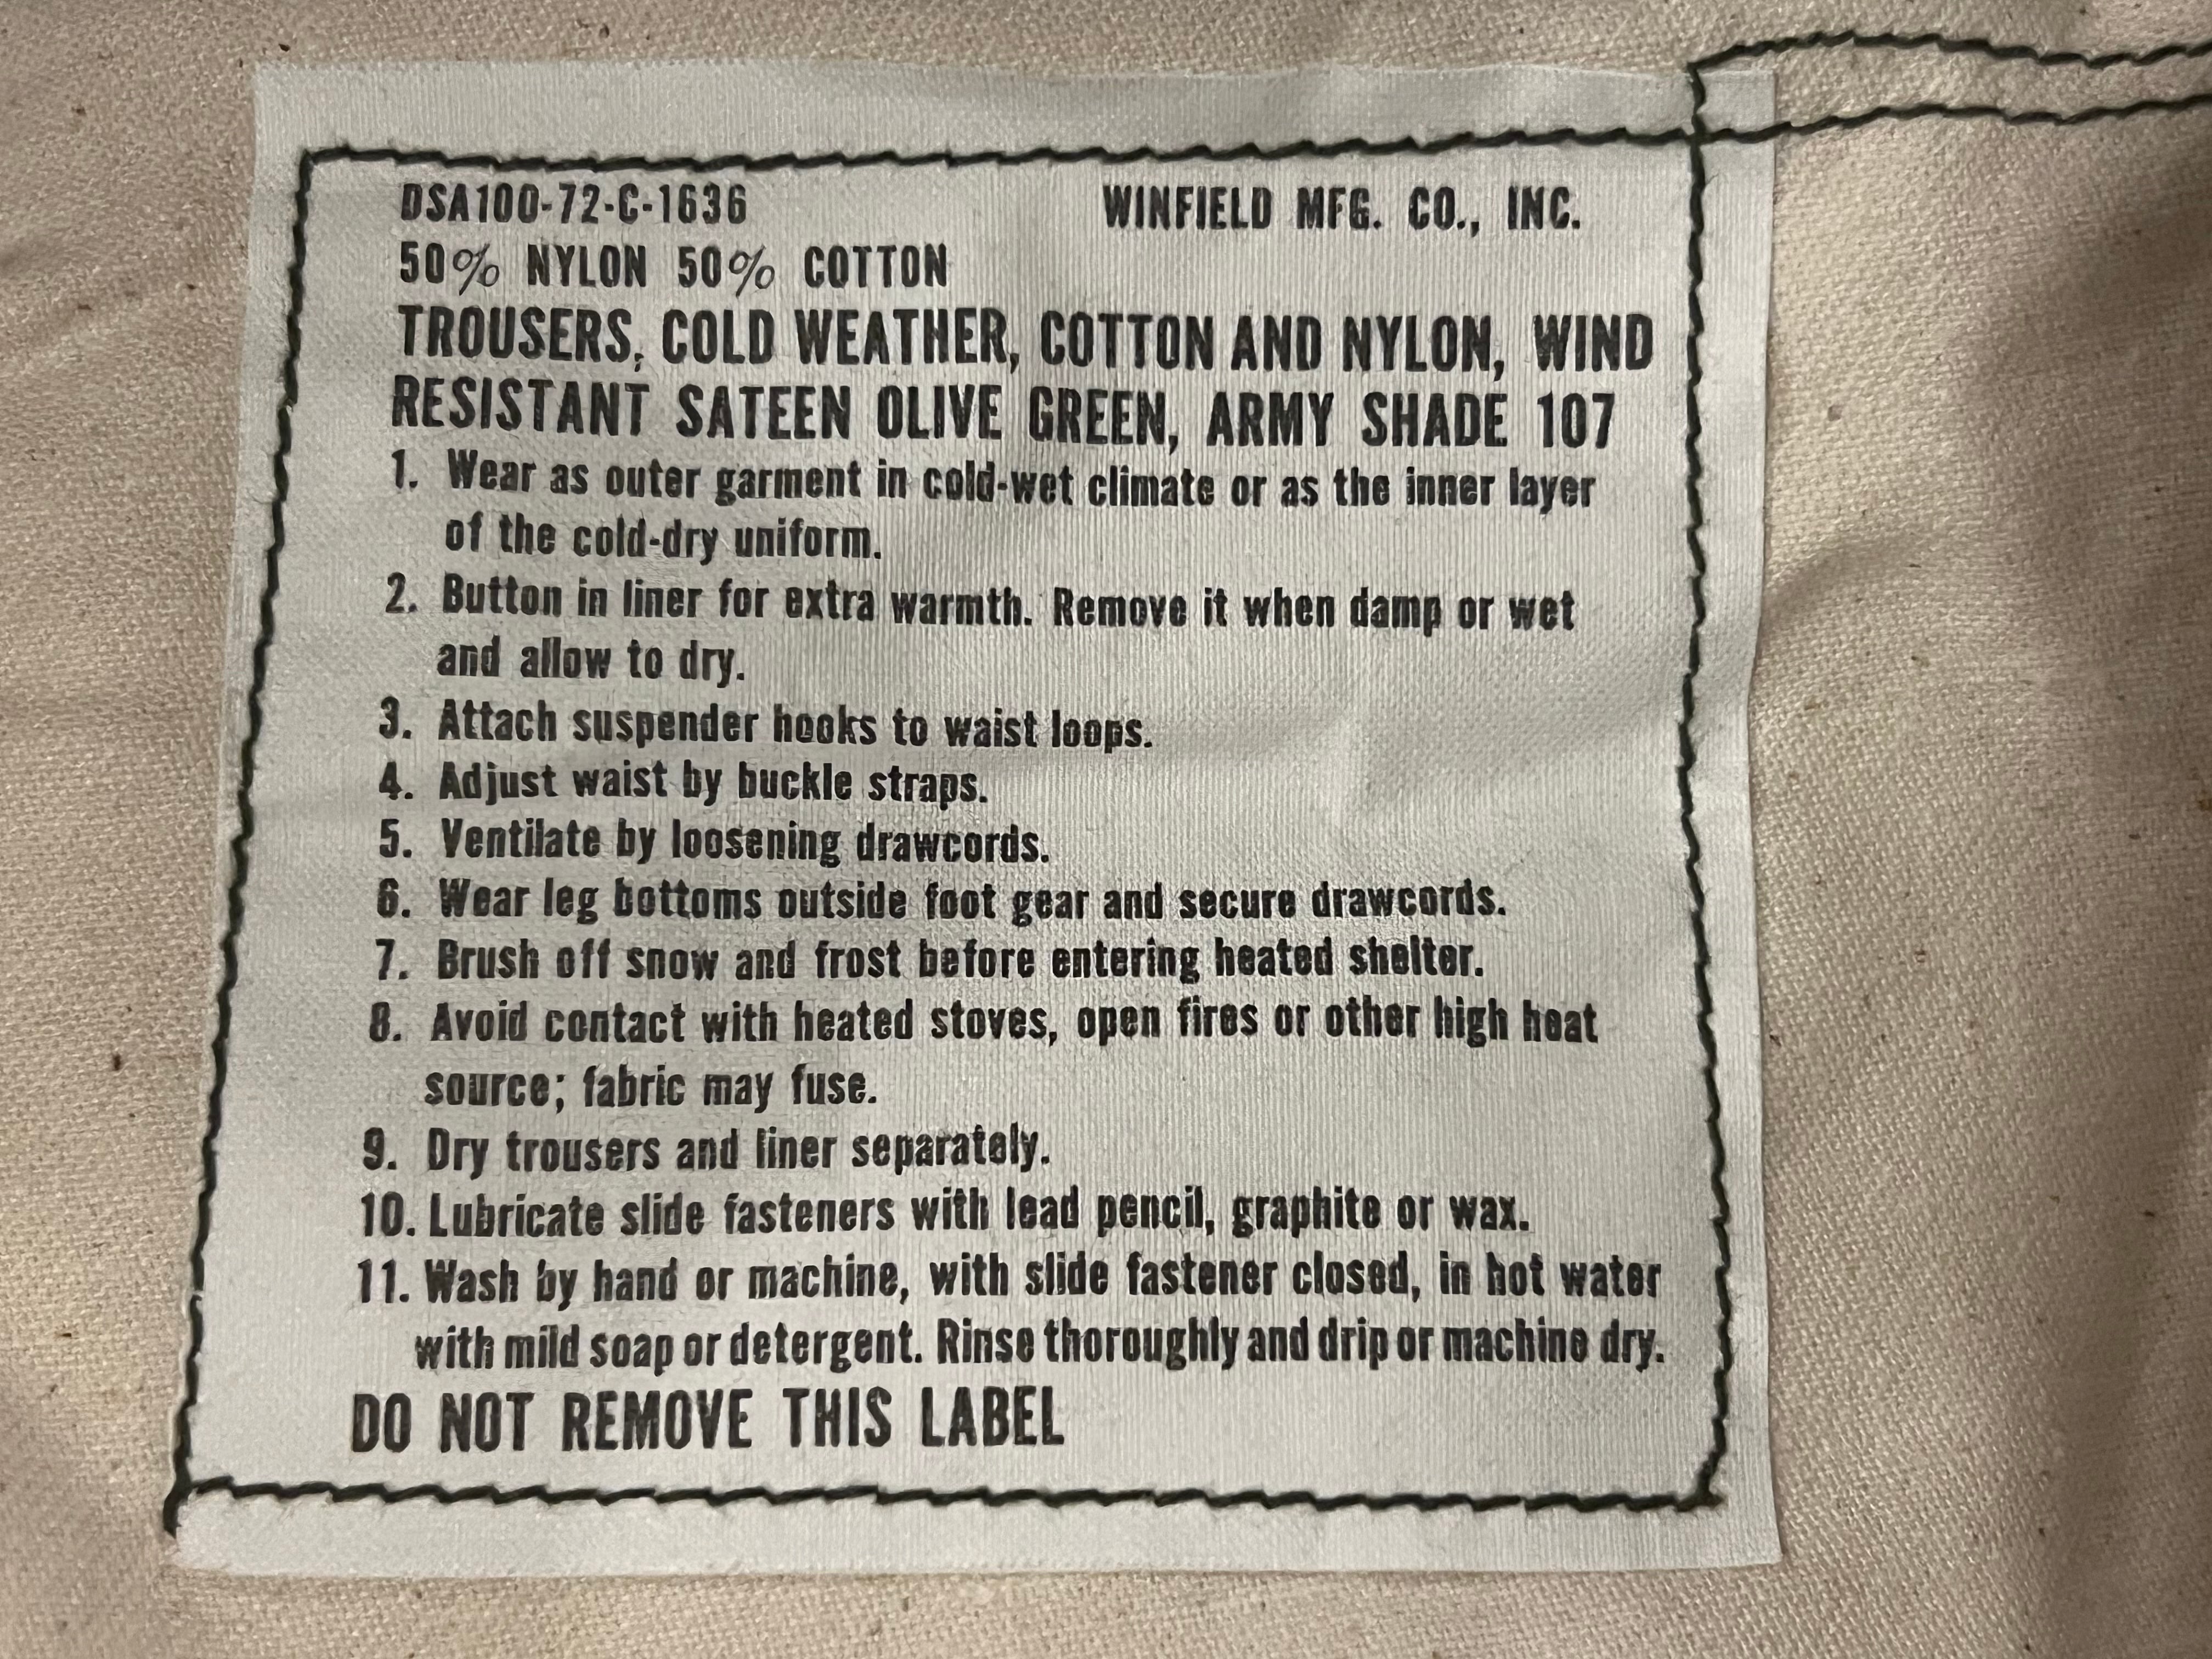 DSA100-72-C-1636 WINFIELD MFG. CO., INC.
50% NYLON 50% COTTON
TROUSERS, COLD WEATHER, COTTON AND NYLON, WIND
RESISTANT SATEEN OLIVE GREEN, ARMY SHADE 107
1. Wear as outer garment in cold-wet climate or as the inner layer
of the cold-dry uniform.
2. Button in liner for extra warmth. Remove it when damp or wet
and allow to dry.
3. Attach suspender hooks to waist loops.
4. Adjust waist by buckle straps.
5. Ventilate by loosening drawcords.
6. Wear leg bottoms outside foot gear and secure drawcords.
7. Brush off snow and frost before entering heated shelter.
8. Avoid contact with heated stoves, open fires or other high heat
source; fabric may fuse.
9. Dry trousers and liner separately.
10. Lubricate slide fasteners with lead pencil, graphite or wax.
11. Wash by hand or machine, with slide fastener closed, in hot water
with mild soap or detergent. Rinse thoroughly and drip or machine dry.
DO NOT REMOVE THIS LABEL